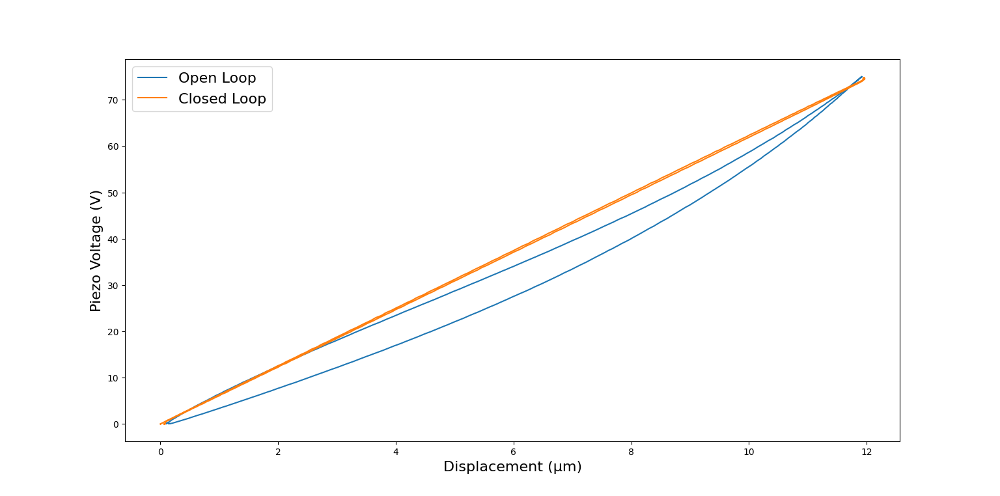 Open Loop
Closed Loop
70
60
50
40
30
20
10
0
Piezo Voltage (V)
0 2 4 6 8 10 12
Displacement (μm)